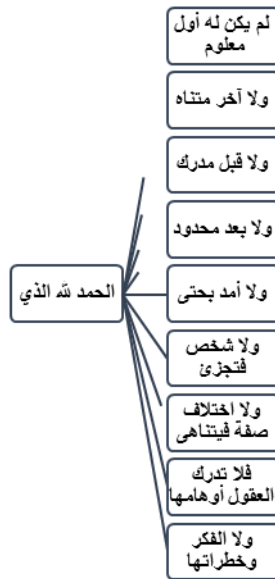 الحمد لله الذي
لم يكن له أول
معلوم
ولا آخر متناه
ولا قبل مدرك
ولا بعد محدود
ولا أمد بحتى
ولا شخص
فتجزئ
ولا اختلاف
صفة فيتناهى
فلا تدرك
العقول أوهامها
ولا الفكر
وخطراتها